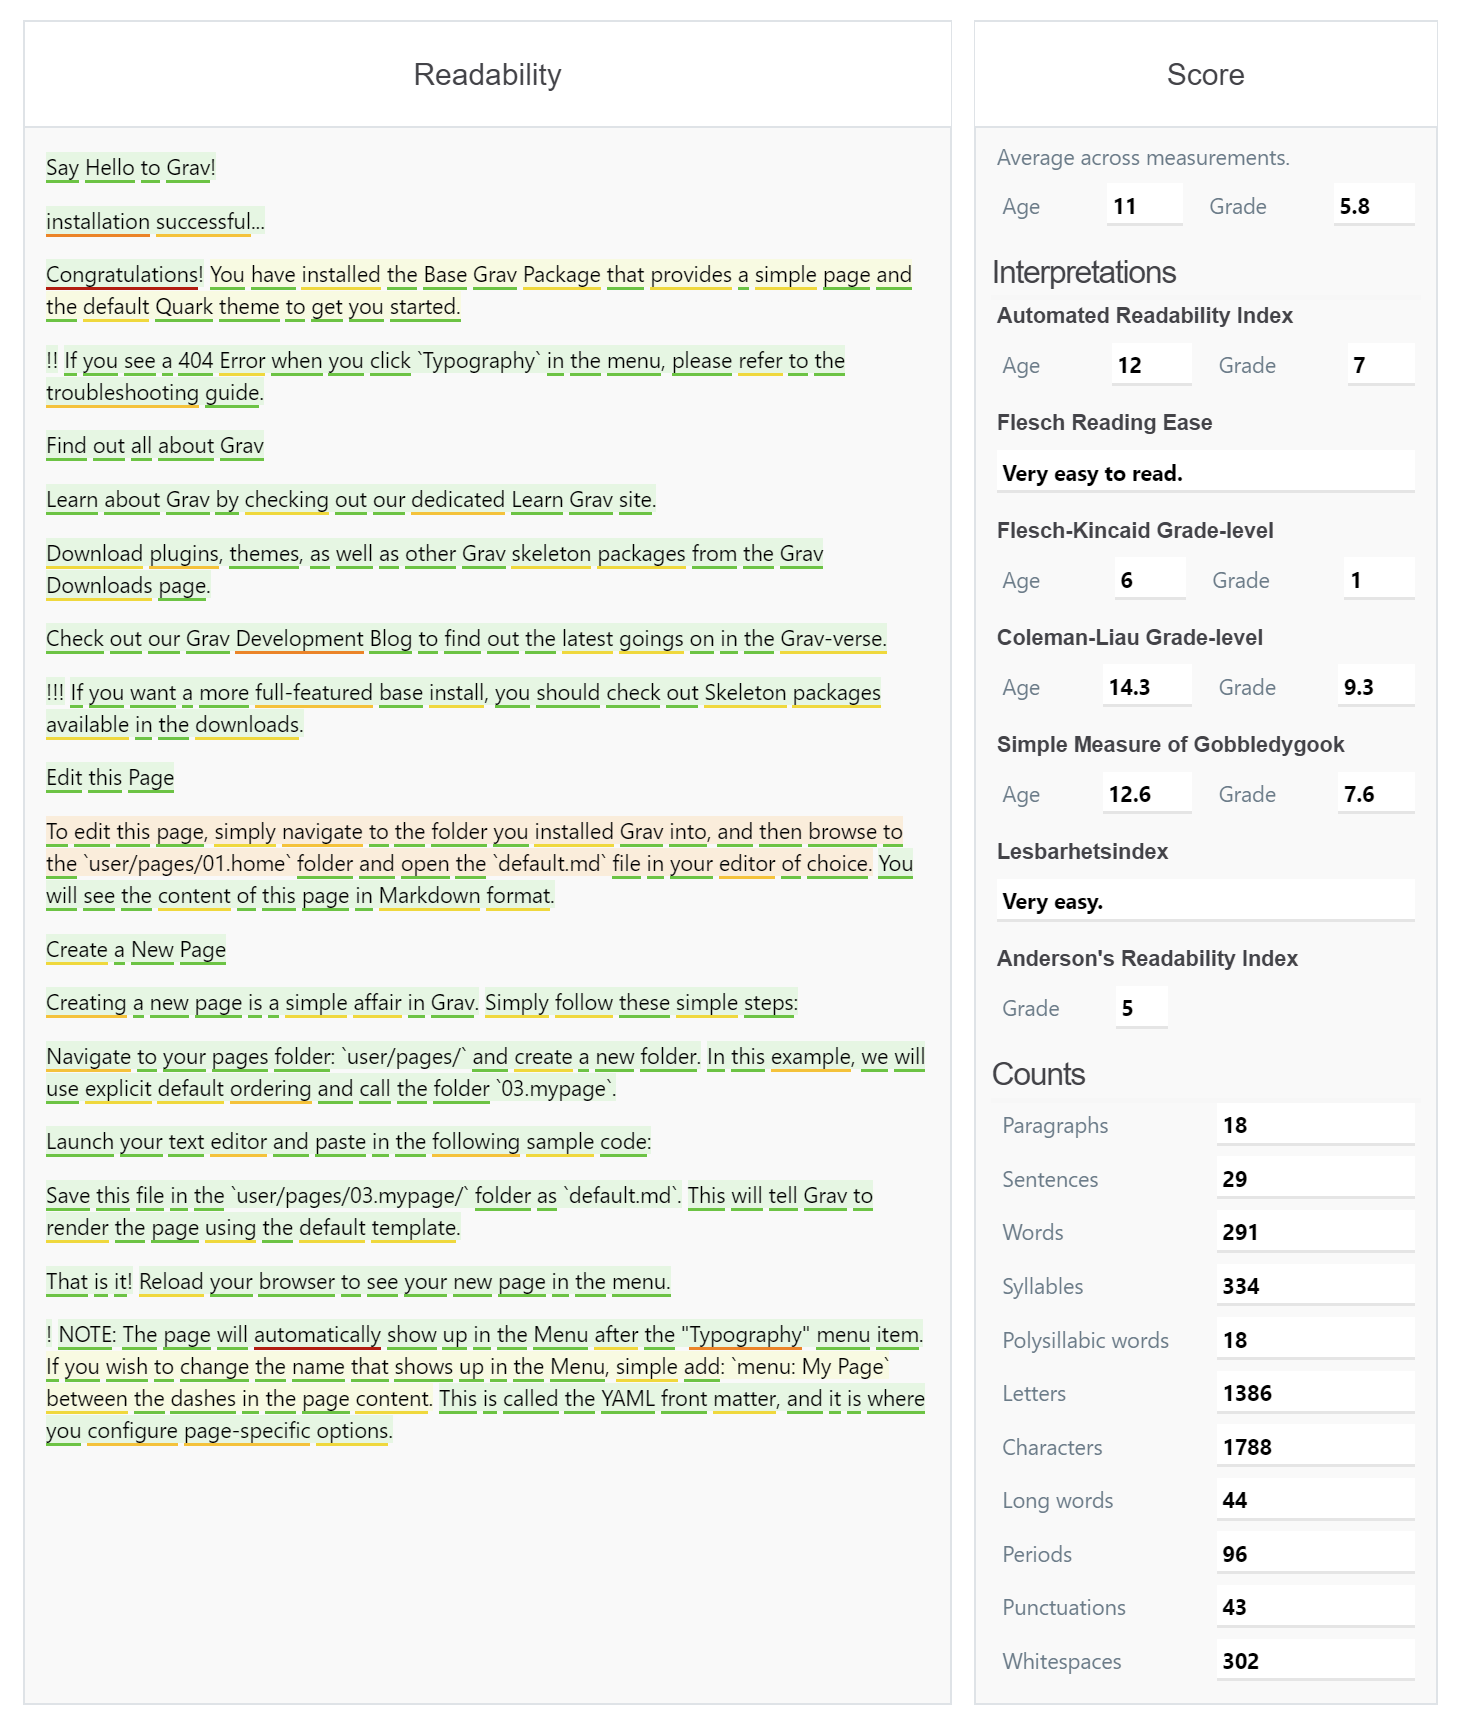 Readability
Say Hello to Grav!
installation successful...
Congratulations! You have installed the Base Grav Package that provides a simple page and
the default Quark theme to get you started.
!! If you see a 404 Error when you click `Typography` in the menu, please refer to the
troubleshooting guide.
Find out all about Grav
Learn about Grav by checking out our dedicated Learn Grav site.
Download plugins, themes, as well as other Grav skeleton packages from the Grav
Downloads page.
Check out our Grav Development Blog to find out the latest goings on in the Grav-verse.
!!! If you want a more full-featured base install, you should check out Skeleton packages
available in the downloads.
Edit this Page
To edit this page, simply navigate to the folder you installed Grav into, and then browse to
the `user/pages/01.home` folder and open the `default.md` file in your editor of choice. You
will see the content of this page in Markdown format.
Create a New Page
Creating a new page is a simple affair in Grav. Simply follow these simple steps:
Navigate to your pages folder: `user/pages/` and create a new folder. In this example, we will
use explicit default ordering and call the folder `03.mypage`.
Launch your text editor and paste in the following sample code:
Save this file in the `user/pages/03.mypage/` folder as `default.md`. This will tell Grav to
render the page using the default template.
That is it! Reload your browser to see your new page in the menu.
! NOTE: The page will automatically show up in the Menu after the "Typography" menu item.
If you wish to change the name that shows up in the Menu, simple add: `menu: My Page`
between the dashes in the page content. This is called the YAML front matter, and it is where
you configure page-specific options.
Score
Average across measurements.
Age 11 Grade 5.8
Interpretations
Automated Readability Index
Age 12 Grade 7
Flesch Reading Ease
Very easy to read.
Flesch-Kincaid Grade-level
Age 6 Grade 1
Coleman-Liau Grade-level
Age 14.3 Grade 9.3
Simple Measure of Gobbledygook
Age 12.6 Grade 7.6
Lesbarhetsindex
Very easy.
Anderson's Readability Index
Grade 5
Counts
Paragraphs 18
Sentences 29
Words 291
Syllables 334
Polysillabic words 18
Letters 1386
Characters 1788
Long words 44
Periods 96
Punctuations 43
Whitespaces 302